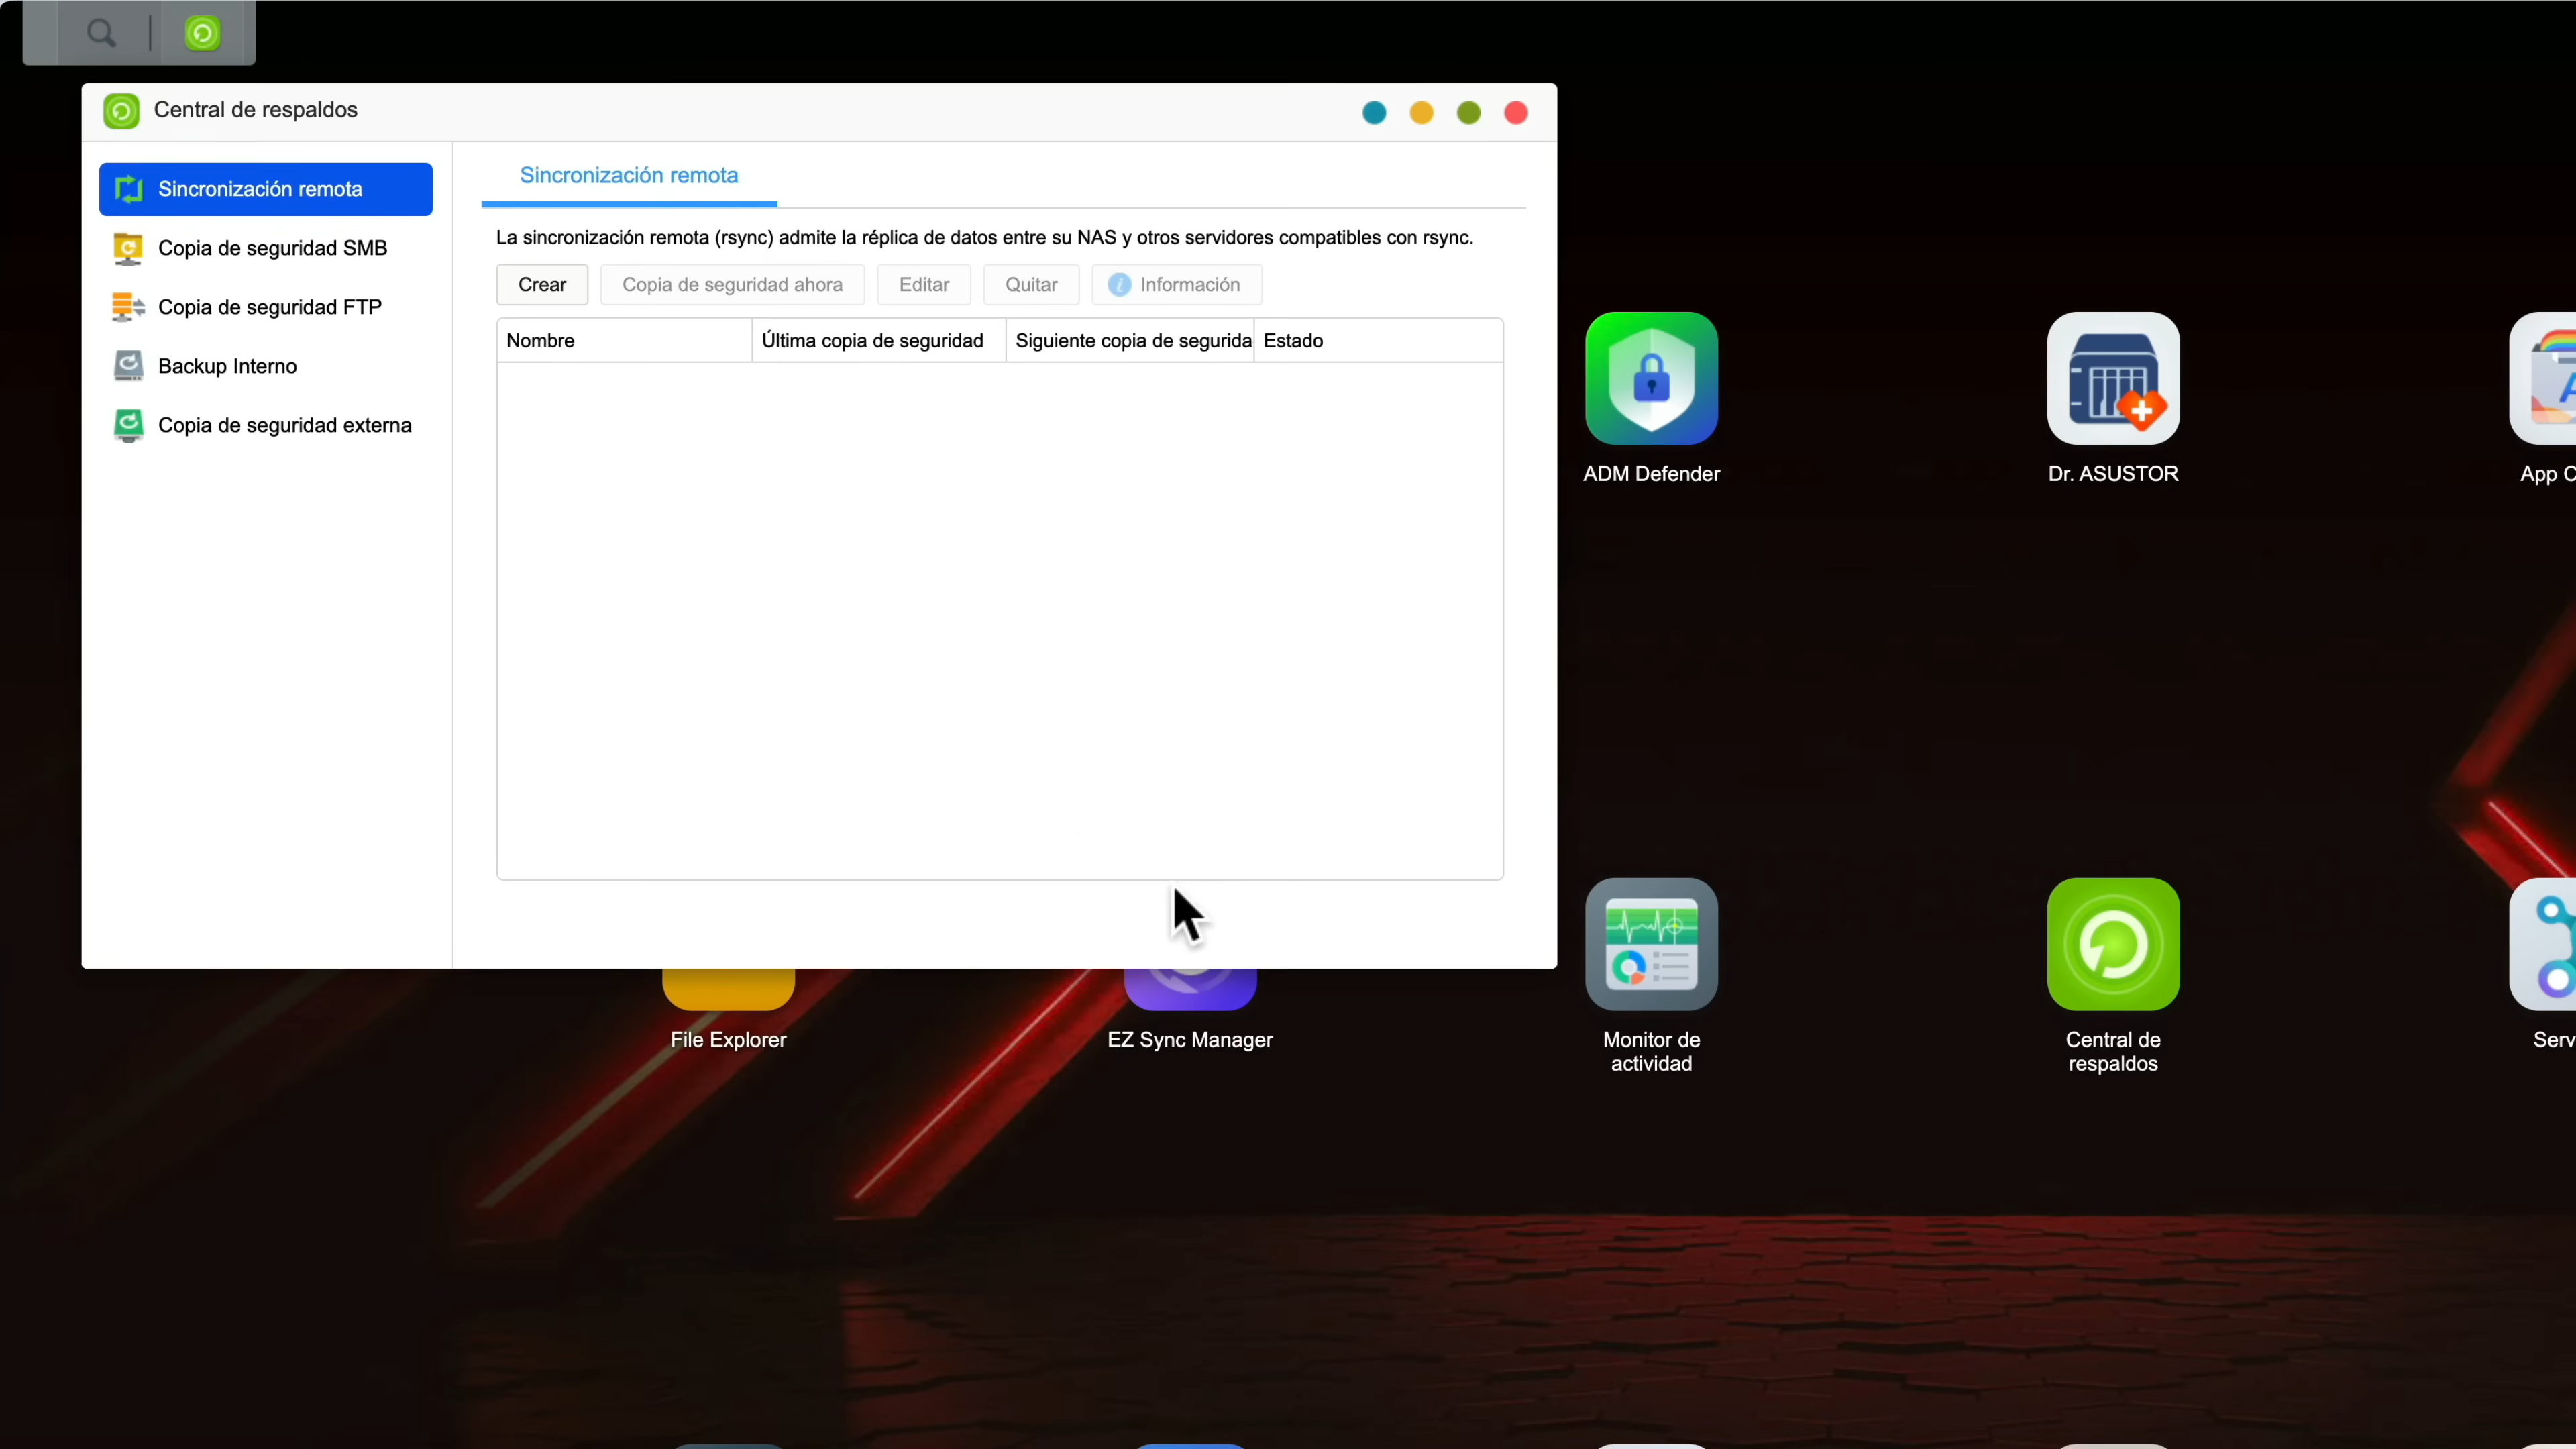 Central de respaldos
Sincronización remota
Copia de seguridad SMB
Copia de seguridad FTP
Backup Interno
Copia de seguridad externa
Sincronización remota
La sincronización remota (rsync) admite la réplica de datos entre su NAS y otros servidores compatibles con rsync.
Crear Copia de seguridad ahora Editar Quitar Información
Nombre Última copia de seguridad Siguiente copia de segurida Estado
ADM Defender
Dr. ASUSTOR
App C
File Explorer
EZ Sync Manager
Monitor de
actividad
Central de
respaldos
Serv